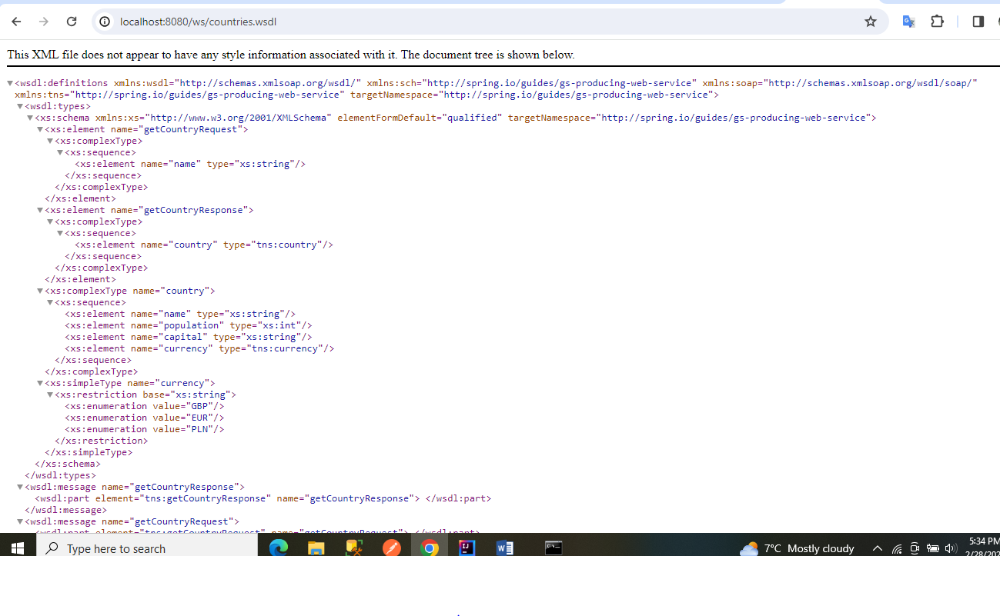 localhost:8080/ws/countries.wsdl
This XML file does not appear to have any style information associated with it. The document tree is shown below.
▼<wsdl:definitions xmlns:wsdl="http://schemas.xmlsoap.org/wsdl/" xmlns:sch="http://spring.io/guides/gs-producing-web-service" xmlns:soap="http://schemas.xmlsoap.org/wsdl/soap/"
xmlns:tns="http://spring.io/guides/gs-producing-web-service" targetNamespace="http://spring.io/guides/gs-producing-web-service">
▼<wsdl:types>
▼<xs:schema xmlns:xs="http://www.w3.org/2001/XMLSchema" elementFormDefault="qualified" targetNamespace="http://spring.io/guides/gs-producing-web-service">
▼<xs:element name="getCountryRequest">
▼<xs:complexType>
▼<xs:sequence>
<xs:element name="name" type="xs:string"/>
</xs:sequence>
</xs:complexType>
</xs:element>
▼<xs:element name="getCountryResponse">
▼<xs:complexType>
▼<xs:sequence>
<xs:element name="country" type="tns:country"/>
</xs:sequence>
</xs:complexType>
</xs:element>
▼<xs:complexType name="country">
▼<xs:sequence>
<xs:element name="name" type="xs:string"/>
<xs:element name="population" type="xs:int"/>
<xs:element name="capital" type="xs:string"/>
<xs:element name="currency" type="tns:currency"/>
</xs:sequence>
</xs:complexType>
▼<xs:simpleType name="currency">
▼<xs:restriction base="xs:string">
<xs:enumeration value="GBP"/>
<xs:enumeration value="EUR"/>
<xs:enumeration value="PLN"/>
</xs:restriction>
</xs:simpleType>
</xs:schema>
</wsdl:types>
▼<wsdl:message name="getCountryResponse">
<wsdl:part element="tns:getCountryResponse" name="getCountryResponse"> </wsdl:part>
</wsdl:message>
▼<wsdl:message name="getCountryRequest">
<wsdl:part element="tns:getCountryRequest" name="getCountryRequest"> </wsdl:part>
Type here to search
7°C Mostly cloudy
5:34 PM
2/28/202